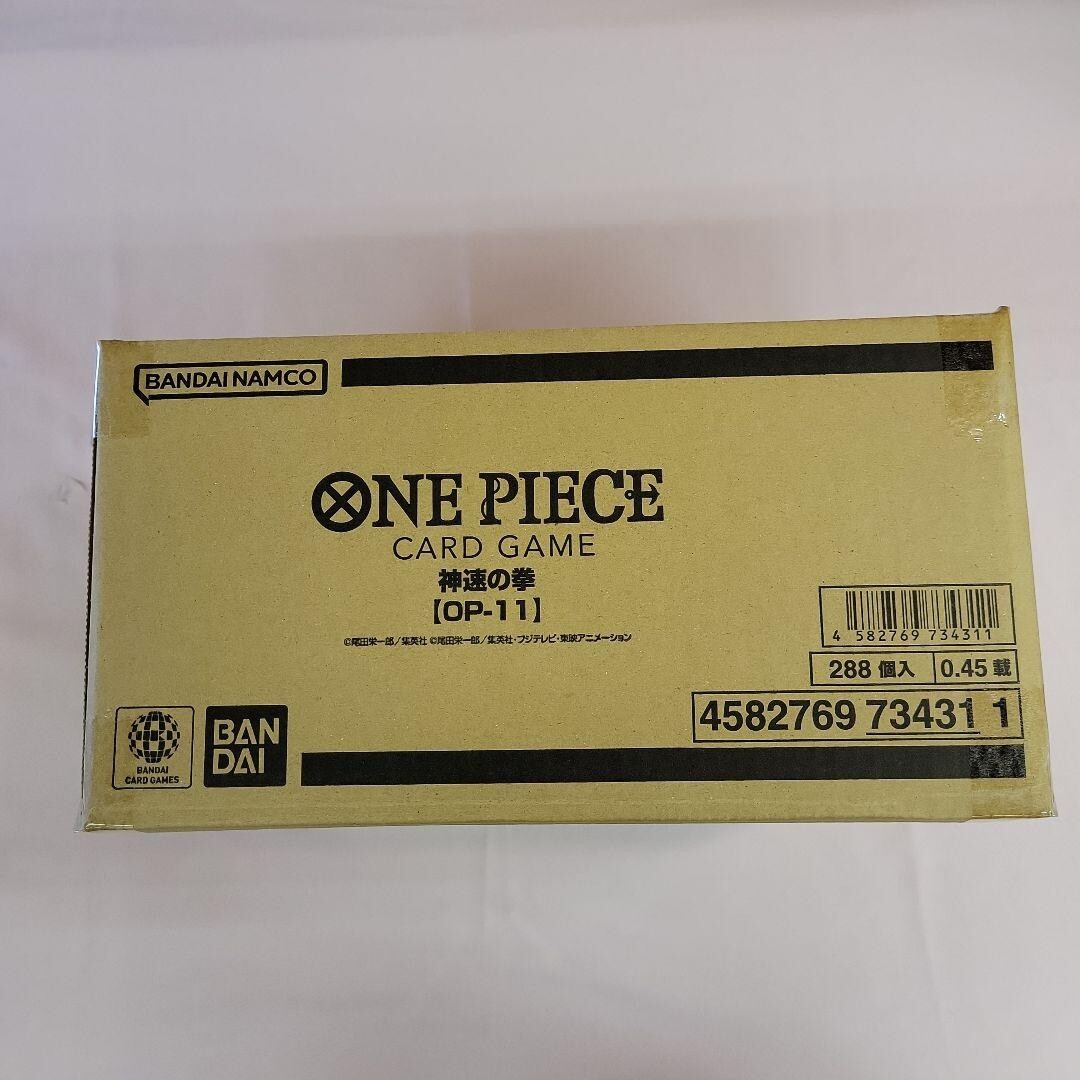 BANDAI NAMCO
ONE PIECE
CARD GAME
神速の拳
【OP-11】
©尾田栄一郎/集英社 ©尾田栄一郎/集英社・フジテレビ・東映アニメーション
4 582769 734311
288 個入 0.45 載
4582769 73431 1
BANDAI
CARD GAMES
BAN
DAI